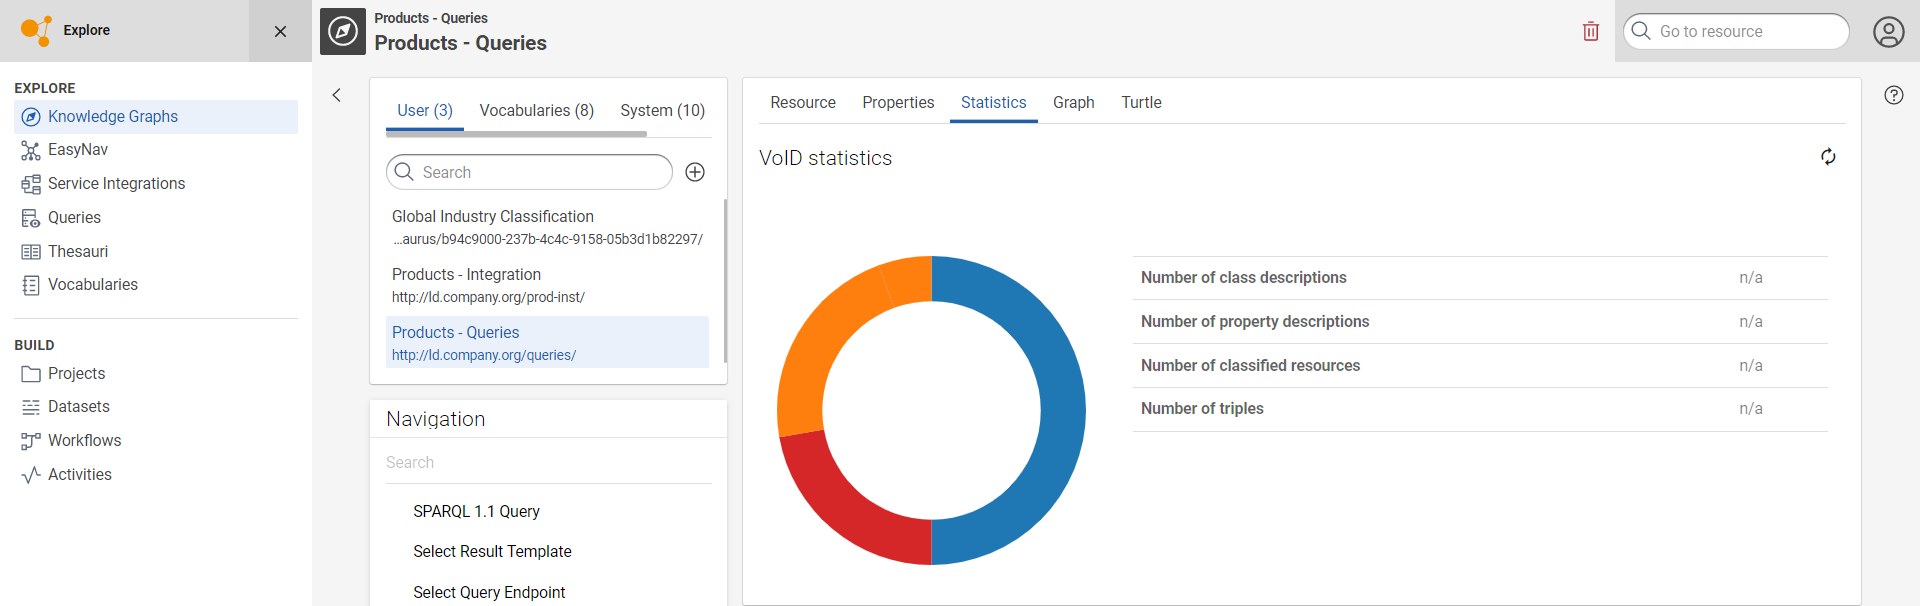 Explore
EXPLORE
Knowledge Graphs
EasyNav
Service Integrations
Queries
Thesauri
Vocabularies
BUILD
Projects
Datasets
Workflows
Activities
Products - Queries
Products - Queries
Go to resource
User (3) Vocabularies (8) System (10)
Search
Global Industry Classification
...aurus/b94c9000-237b-4c4c-9158-05b3d1b82297/
Products - Integration
http://ld.company.org/prod-inst/
Products - Queries
http://ld.company.org/queries/
Navigation
Search
SPARQL 1.1 Query
Select Result Template
Select Query Endpoint
Resource Properties Statistics Graph Turtle
VoID statistics
Number of class descriptions n/a
Number of property descriptions n/a
Number of classified resources n/a
Number of triples n/a